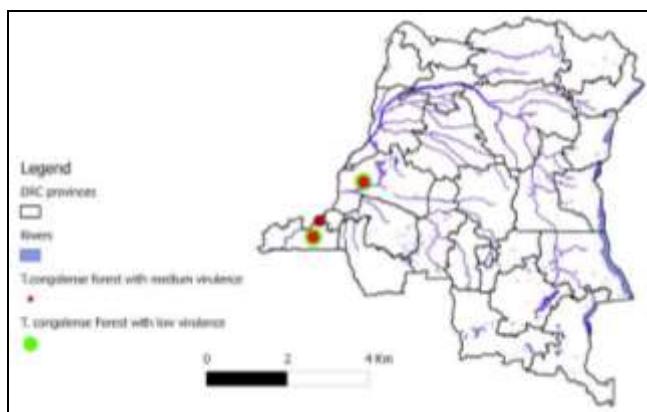 Legend
DRC provinces
Rivers
T.congolense forest with medium virulence
T. congolense Forest with low virulence
0 2 4 Km